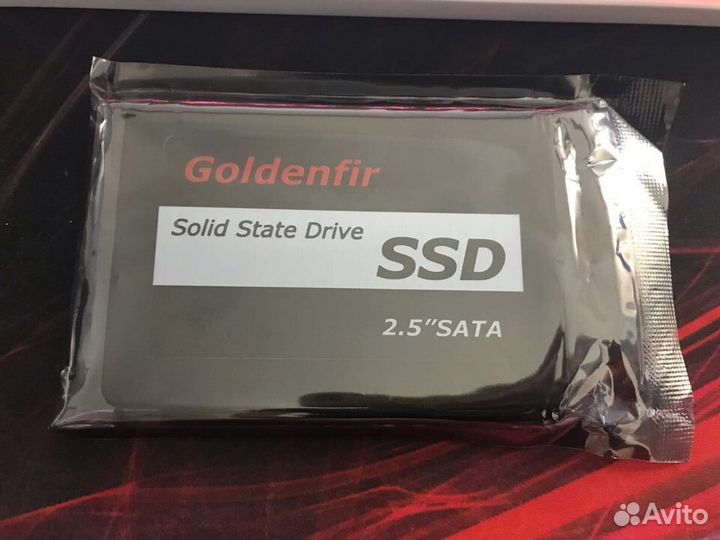 Goldenfir
Solid State Drive
SSD
2.5"SATA
Avito